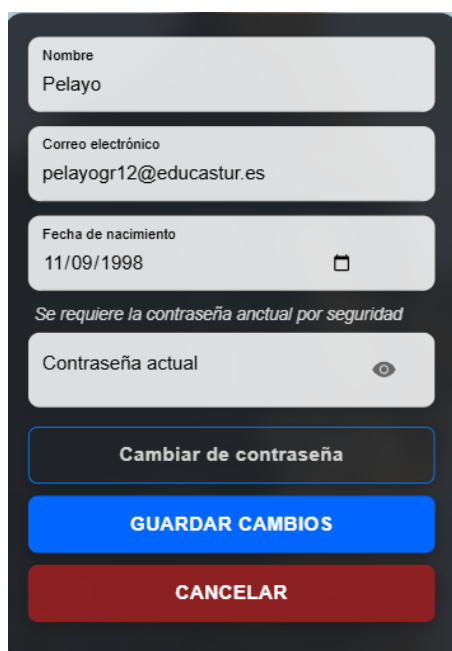 Nombre
Pelayo
Correo electrónico
pelayogr12@educastur.es
Fecha de nacimiento
11/09/1998
Se requiere la contraseña anctual por seguridad
Contraseña actual
Cambiar de contraseña
GUARDAR CAMBIOS
CANCELAR